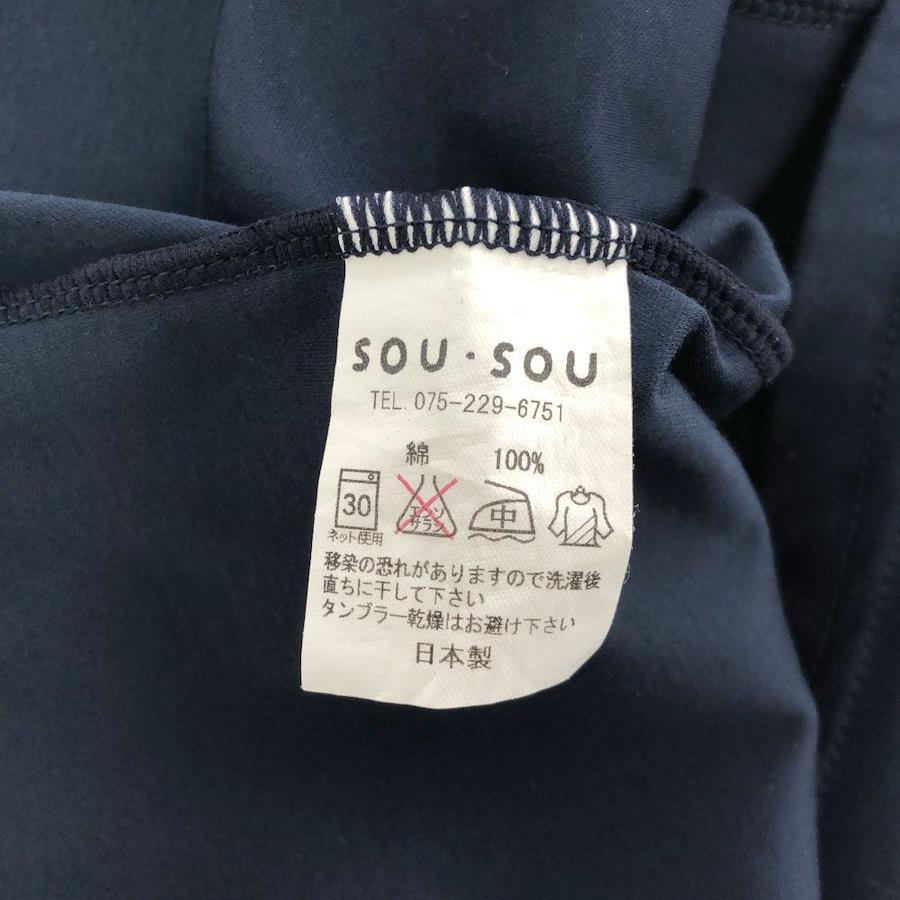 SOU・SOU
TEL. 075-229-6751
綿 100%
30 エンソ サラシ 中
ネット使用
移染の恐れがありますので洗濯後
直ちに干して下さい
タンブラー乾燥はお避け下さい
日本製